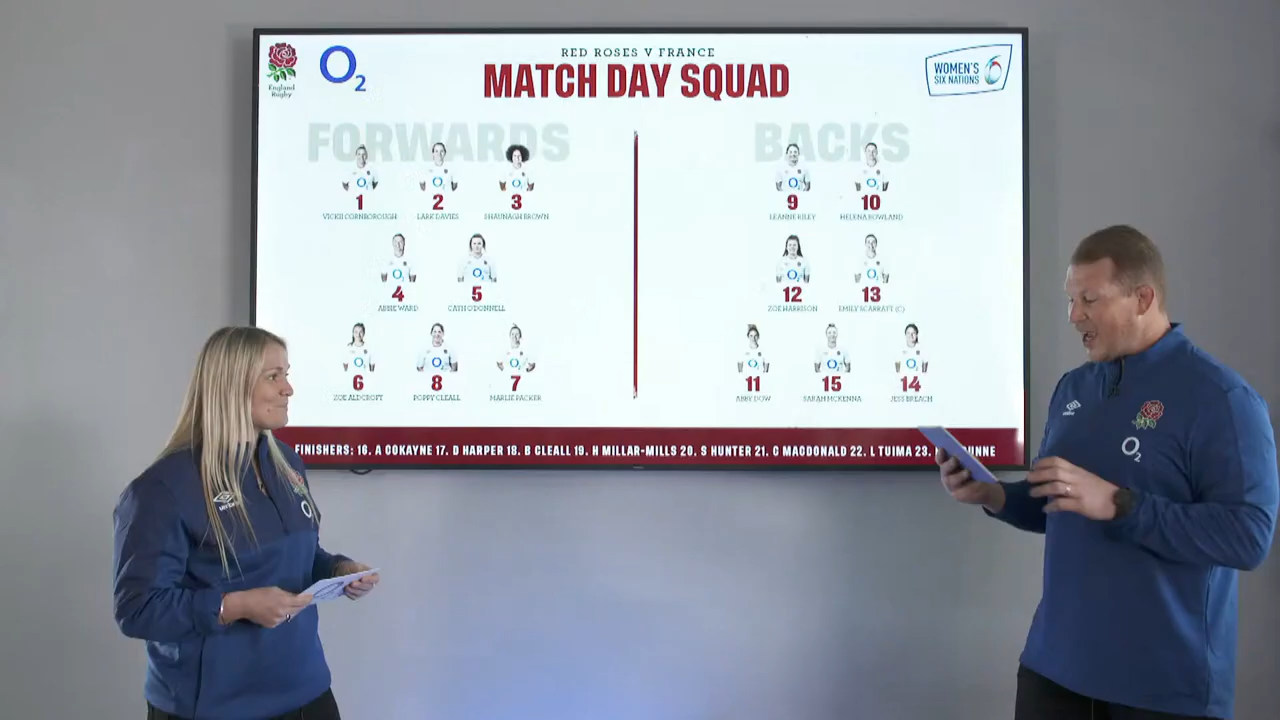 RED ROSES V FRANCE
MATCH DAY SQUAD
England
Rugby
O2
WOMEN'S
SIX NATIONS
FORWARDS
1 2 3
VICKII CORNBOROUGH LARK DAVIES SHAUNAGH BROWN
4 5
ABBIE WARD CATH O'DONNELL
6 8 7
ZOE ALDCROFT POPPY CLEALL MARLIE PACKER
BACKS
9 10
LEANNE RILEY HELENA ROWLAND
12 13
ZOE HARRISON EMILY SCARRATT (C)
11 15 14
ABBY DOW SARAH MCKENNA JESS BREACH
FINISHERS: 16. A COKAYNE 17. D HARPER 18. B CLEALL 19. H MILLAR-MILLS 20. S HUNTER 21. C MACDONALD 22. L TUIMA 23.
O2